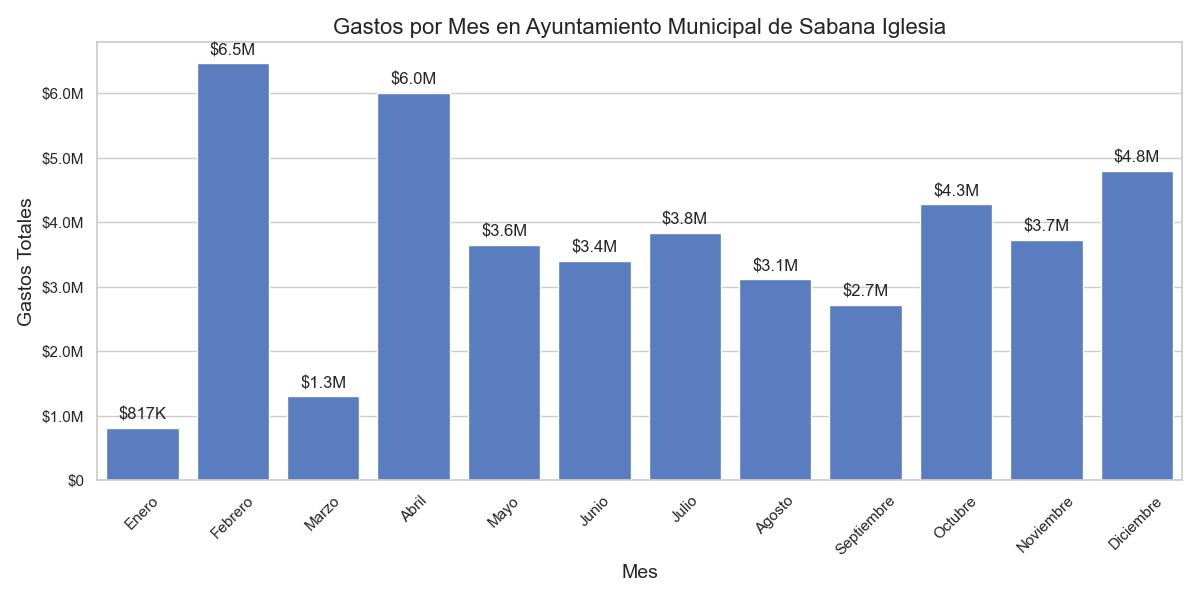 Gastos por Mes en Ayuntamiento Municipal de Sabana Iglesia
Gastos Totales
$6.0M
$5.0M
$4.0M
$3.0M
$2.0M
$1.0M
$0
$817K
$6.5M
$1.3M
$6.0M
$3.6M
$3.4M
$3.8M
$3.1M
$2.7M
$4.3M
$3.7M
$4.8M
Enero
Febrero
Marzo
Abril
Mayo
Junio
Julio
Agosto
Septiembre
Octubre
Noviembre
Diciembre
Mes